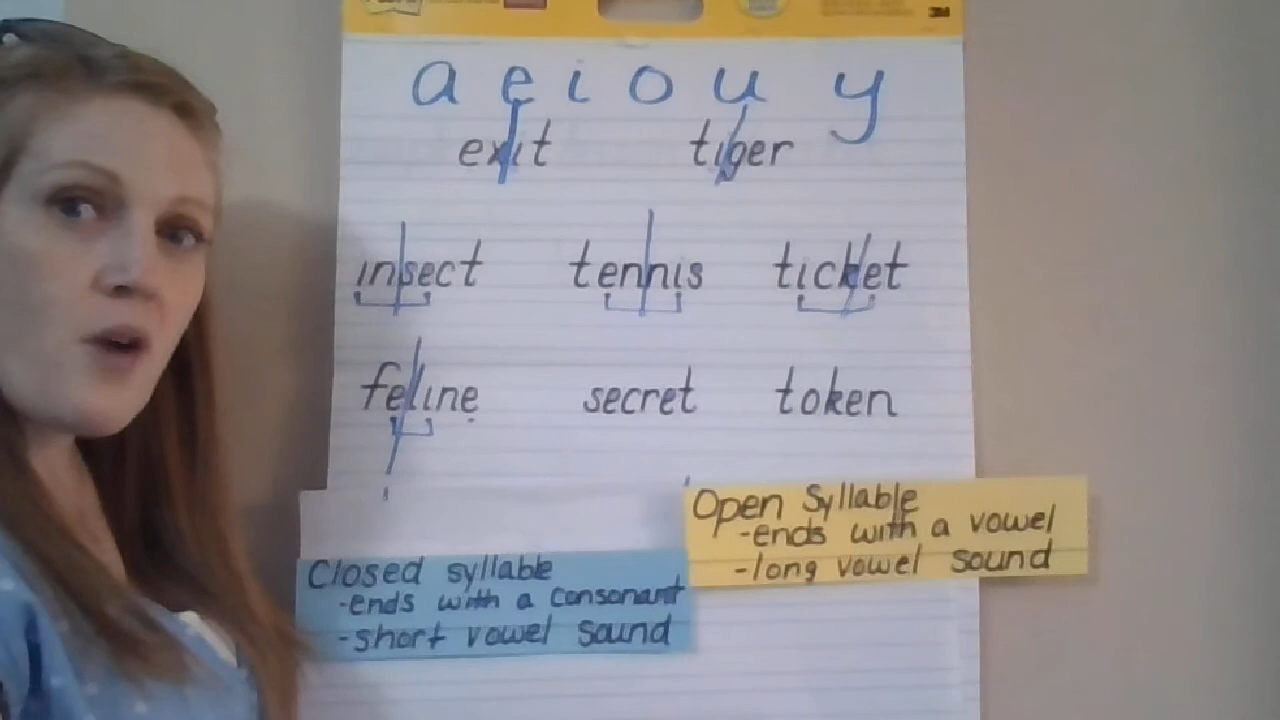 3M
a e i o u y
exit tiger
insect tennis ticket
feline secret token
Open Syllable
-ends with a vowel
-long vowel sound
Closed syllable
-ends with a consonant
-short vowel sound